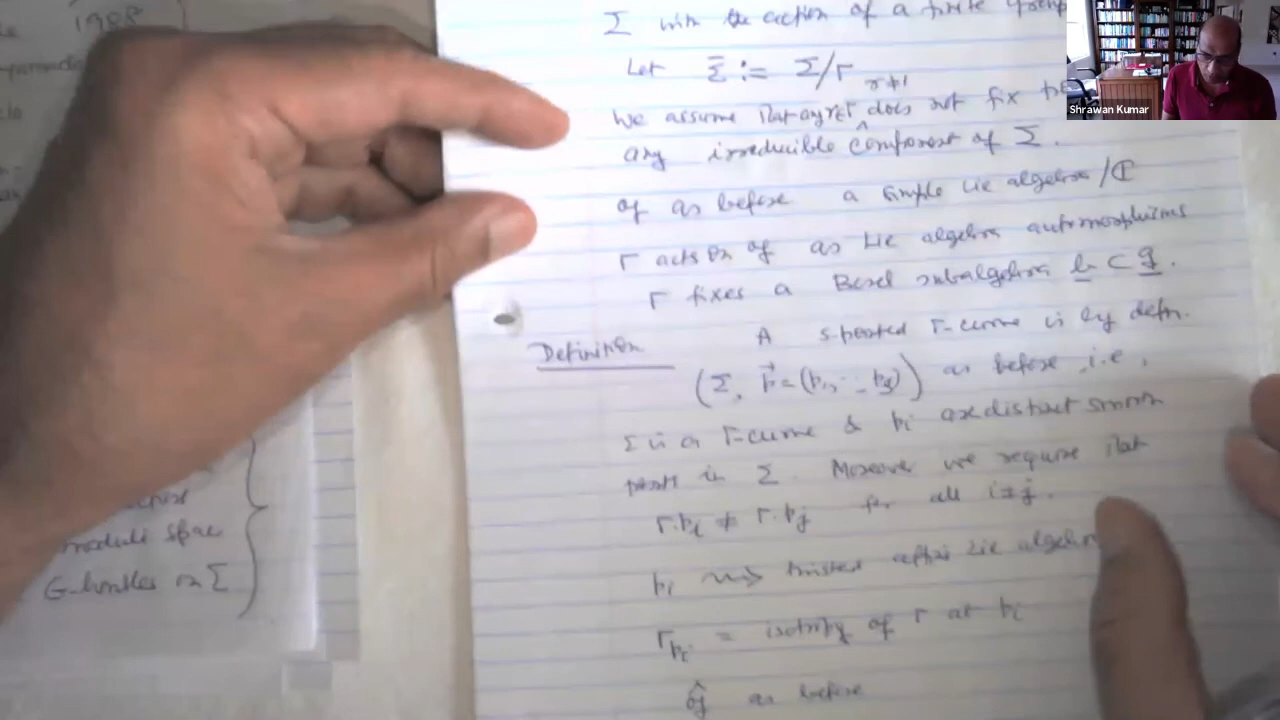 Σ with the action of a finite group
Let Σ̄ := Σ/Γ
γ≠1
We assume that any γ∈Γ does not fix
any irreducible component of Σ.
𝔤 as before a simple Lie algebra /ℂ
Γ acts on 𝔤 as Lie algebra automorphisms
Γ fixes a Borel subalgebra 𝔟 ⊂ 𝔤.
Definition A s-pointed Γ-curve is by defn.
(Σ, p⃗ = (p₁, ..., pₛ)) as before, i.e.,
Σ is a Γ-curve & pᵢ are distinct smooth
points in Σ. Moreover we require that
Γ.pᵢ ≠ Γ.pⱼ for all i≠j.
pᵢ ⇝ twisted affine Lie algebra
Γ_{pᵢ} = isotropy of Γ at pᵢ
𝔤̂ as before
moduli space
G-bundles on Σ
Shrawan Kumar